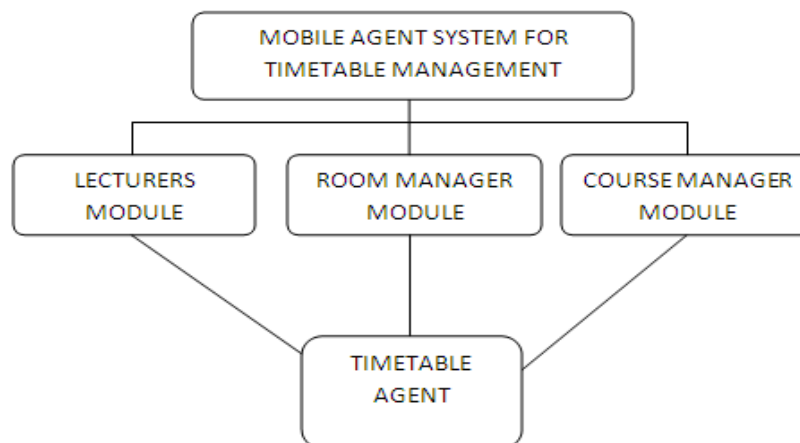 MOBILE AGENT SYSTEM FOR
TIMETABLE MANAGEMENT
LECTURERS
MODULE
ROOM MANAGER
MODULE
COURSE MANAGER
MODULE
TIMETABLE
AGENT